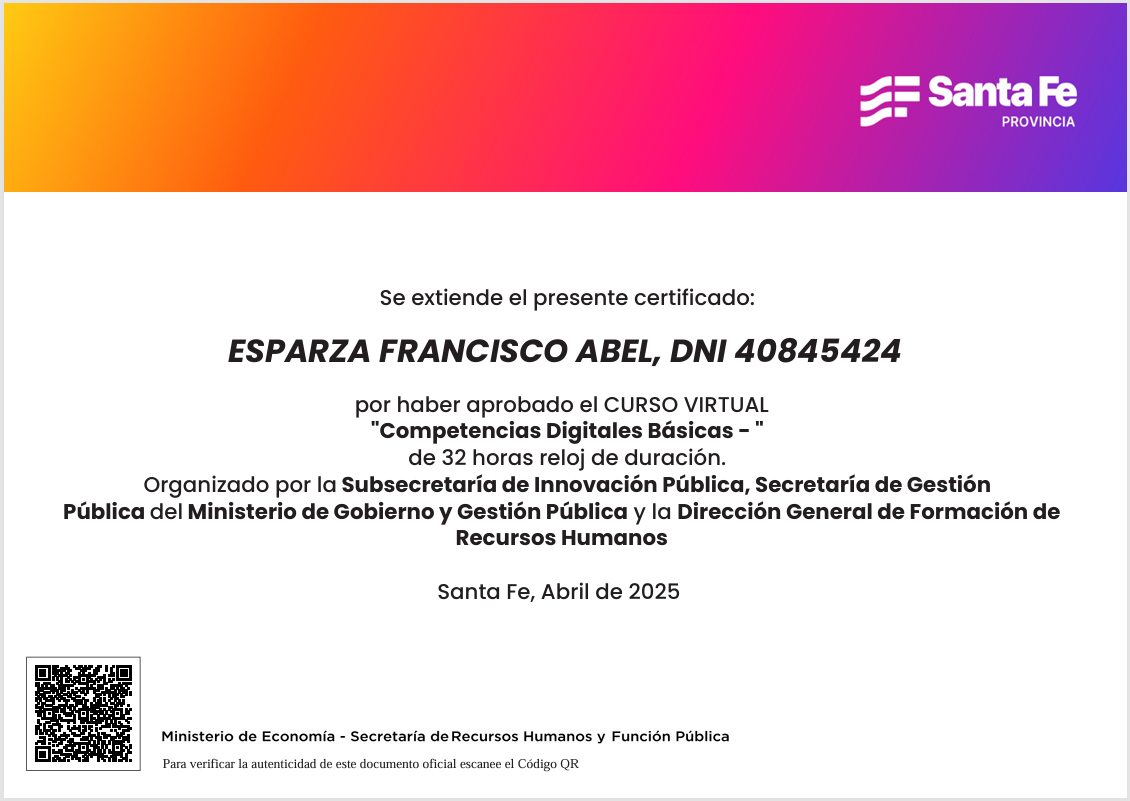 Santa Fe
PROVINCIA
Se extiende el presente certificado:
ESPARZA FRANCISCO ABEL, DNI 40845424
por haber aprobado el CURSO VIRTUAL
"Competencias Digitales Básicas - "
de 32 horas reloj de duración.
Organizado por la Subsecretaría de Innovación Pública, Secretaría de Gestión
Pública del Ministerio de Gobierno y Gestión Pública y la Dirección General de Formación de
Recursos Humanos
Santa Fe, Abril de 2025
Ministerio de Economía - Secretaría de Recursos Humanos y Función Pública
Para verificar la autenticidad de este documento oficial escanee el Código QR